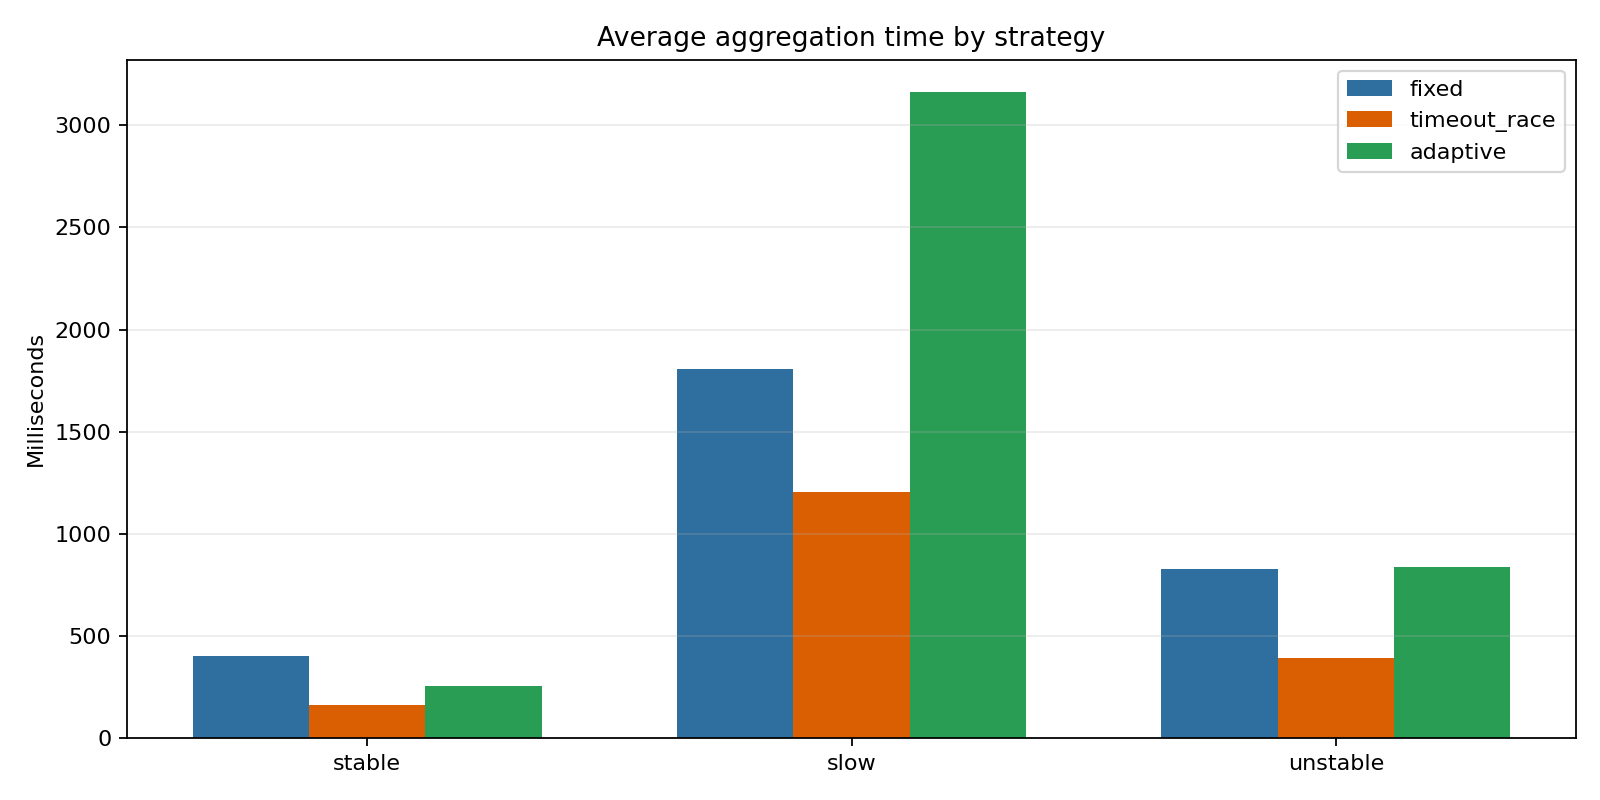 Average aggregation time by strategy
fixed
timeout_race
adaptive
Milliseconds
3000
2500
2000
1500
1000
500
0
stable
slow
unstable